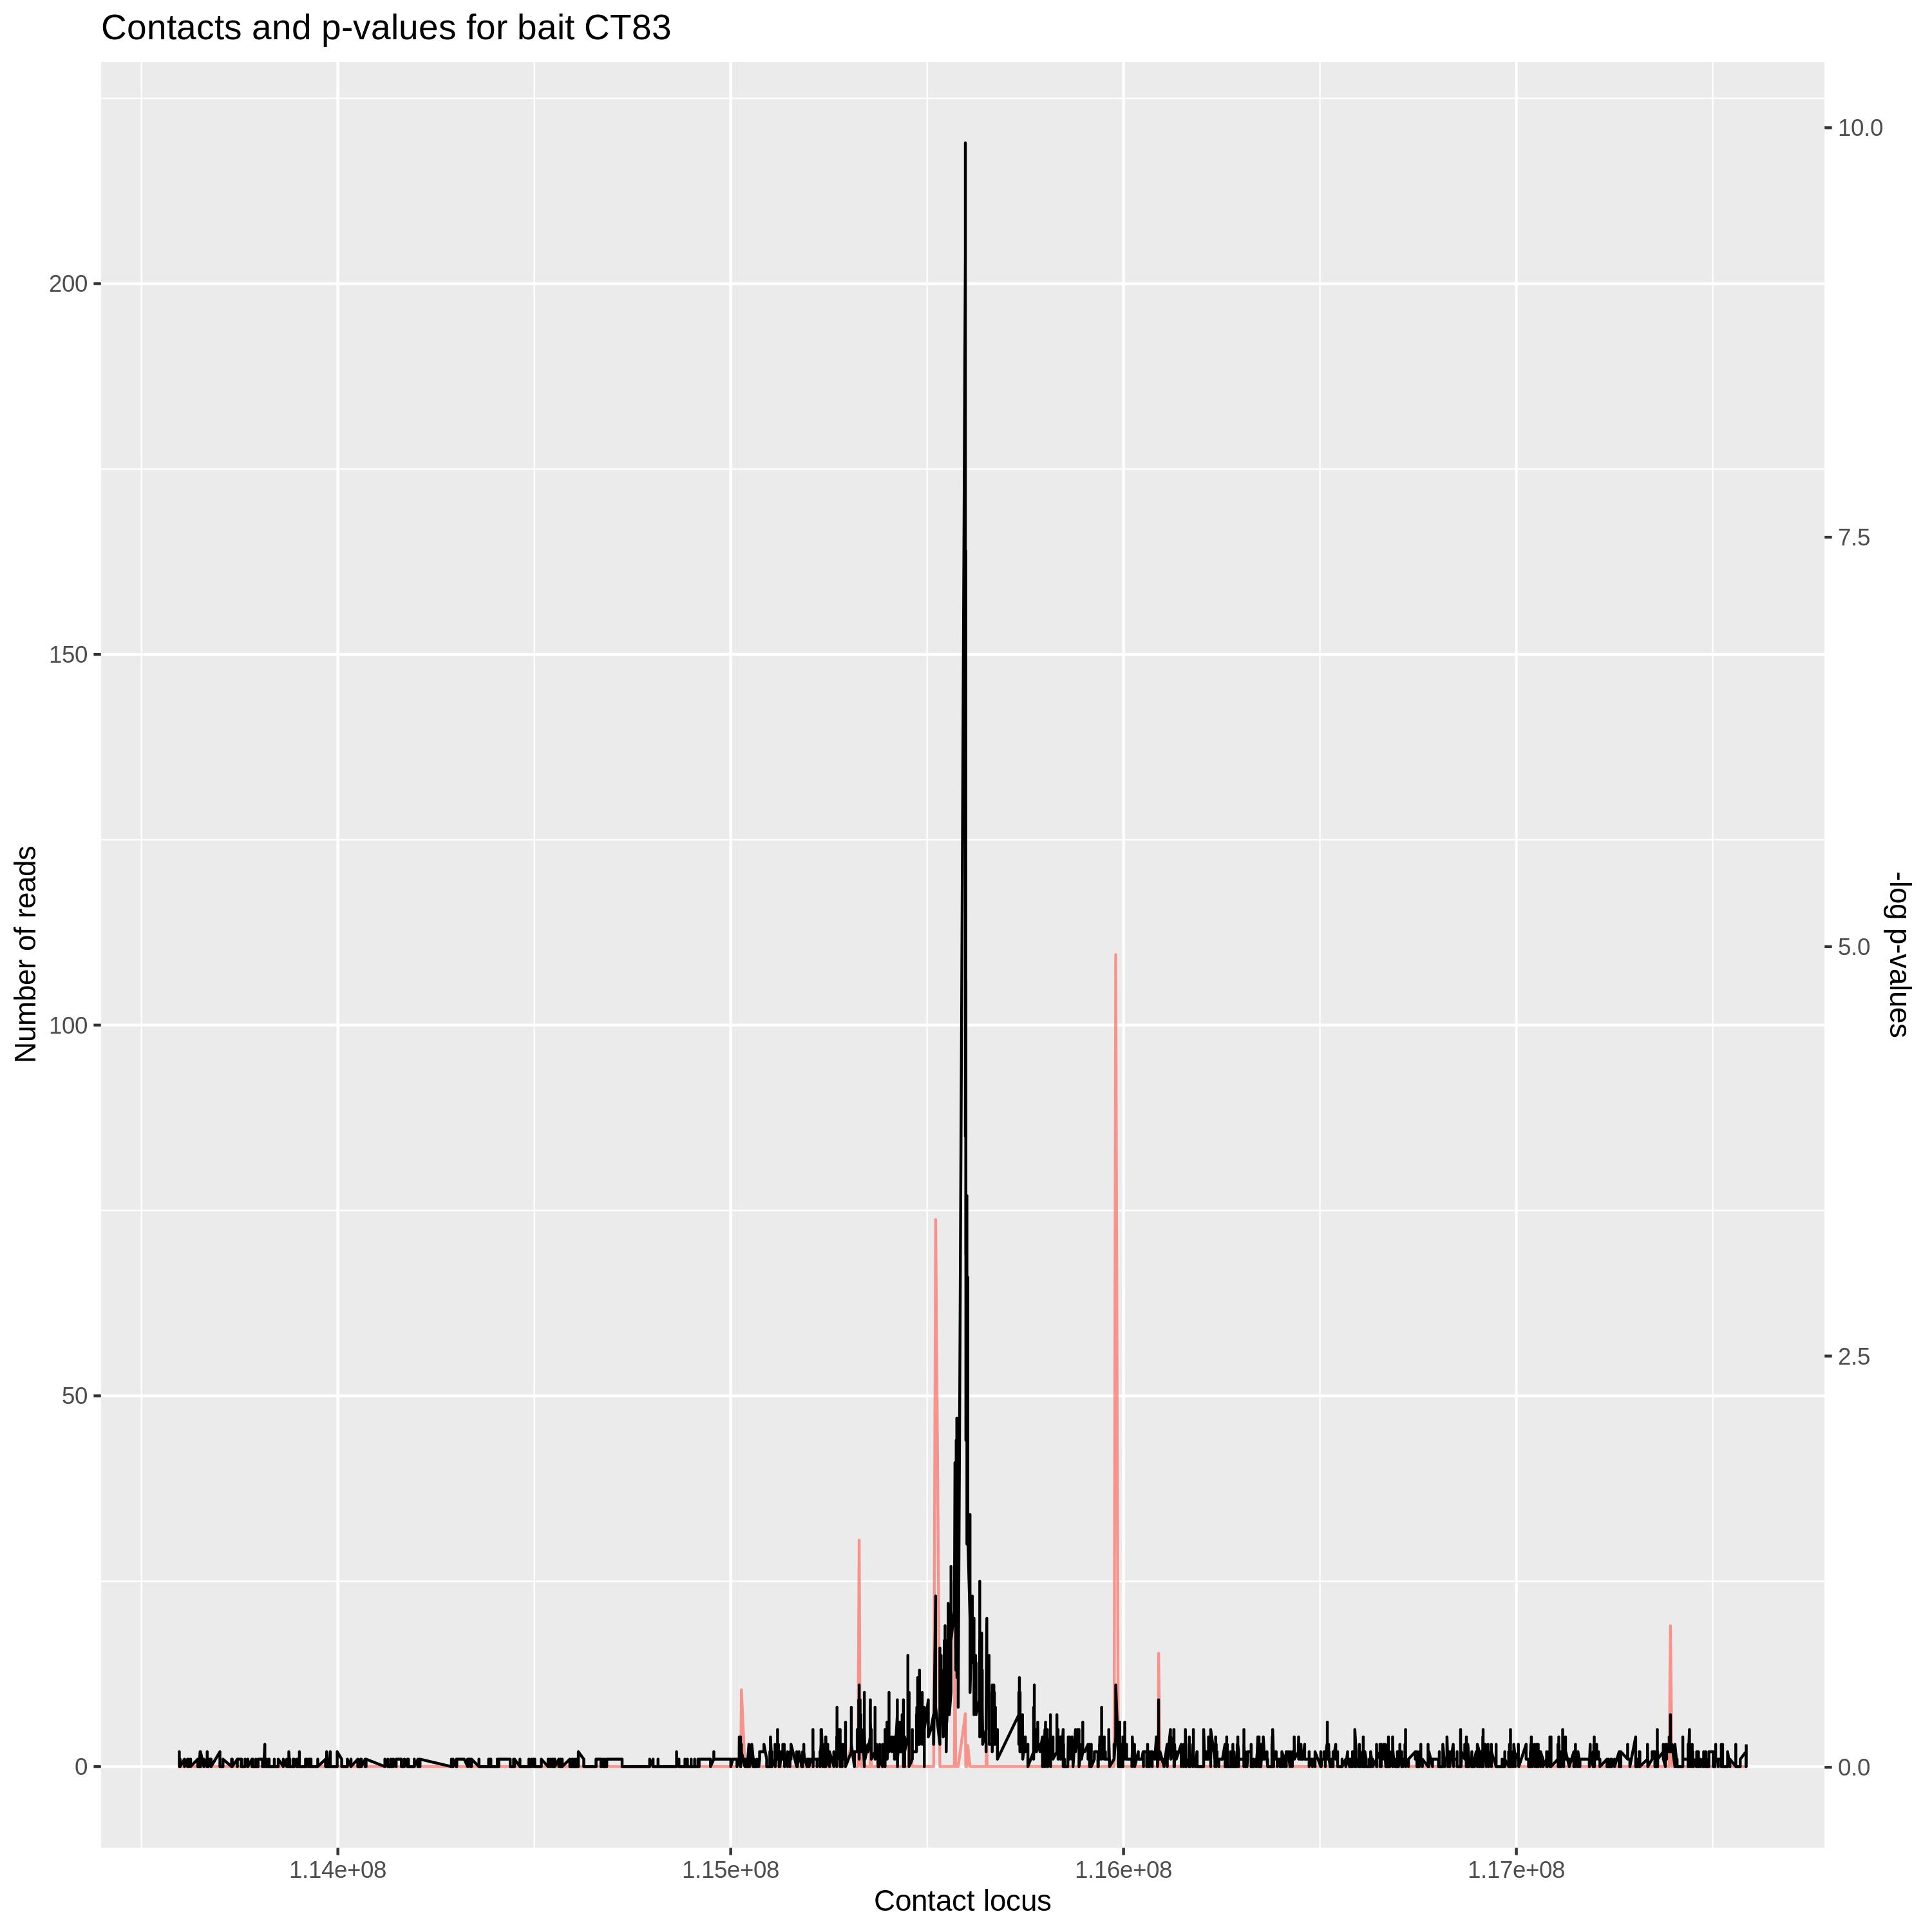 Contacts and p-values for bait CT83
Number of reads
200
150
100
50
0
10.0
7.5
5.0
2.5
0.0
-log p-values
1.14e+08
1.15e+08
1.16e+08
1.17e+08
Contact locus